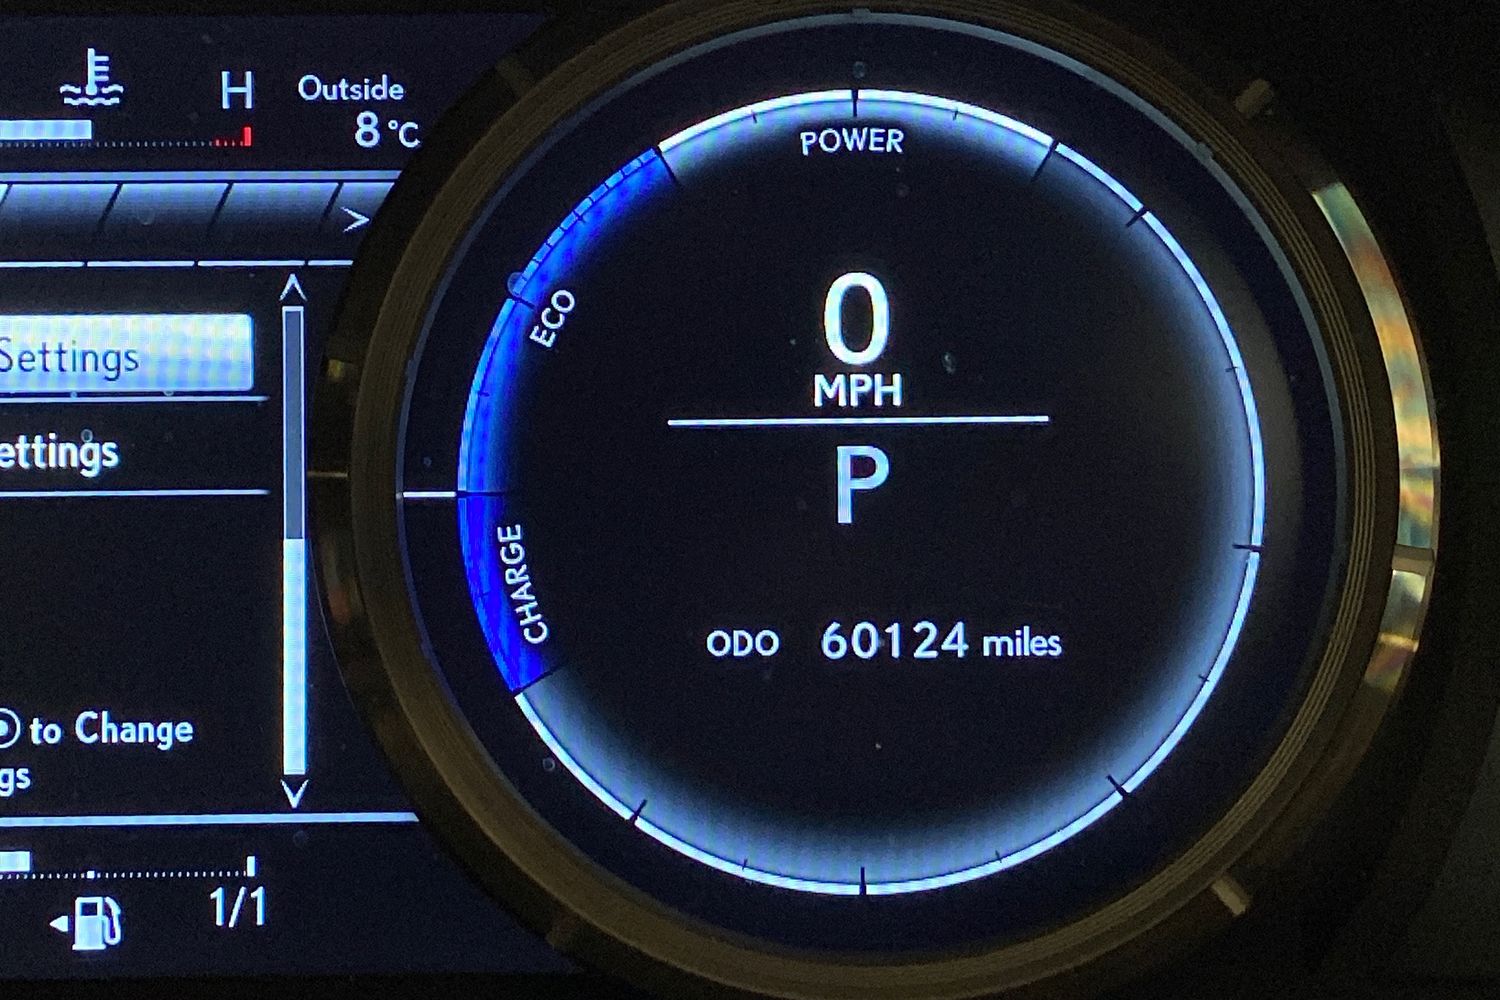 H
Outside
8 °C
Settings
ettings
to Change
gs
1/1
POWER
ECO
CHARGE
0
MPH
P
ODO 60124 miles